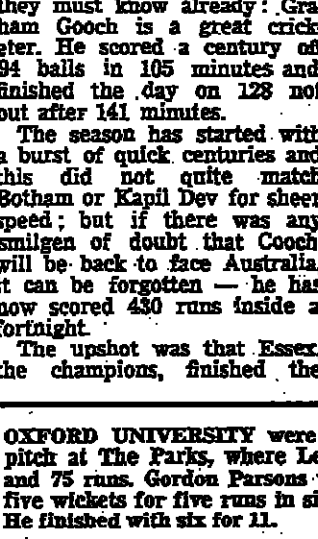 they must know already: Gra
ham Gooch is a great crick
eter. He scored a century off
94 balls in 105 minutes and
finished the day on 128 not
out after 141 minutes.
The season has started with
a burst of quick centuries and
this did not quite match
Botham or Kapil Dev for sheer
speed; but if there was any
smilgen of doubt that Gooch
will be back to face Australia,
it can be forgotten — he has
now scored 430 runs inside a
fortnight.
The upshot was that Essex,
the champions, finished the
OXFORD UNIVERSITY were
pitch at The Parks, where Le
and 75 runs. Gordon Parsons
five wickets for five runs in si
He finished with six for 11.